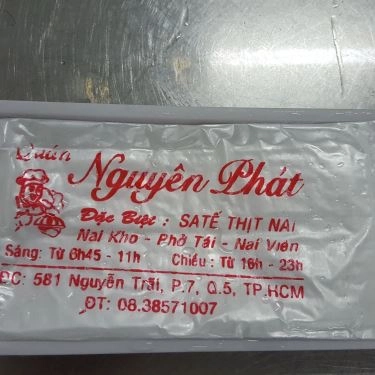 Quán
Nguyên Phát
Đặc Biệt : SATẾ THỊT NAI
Nai Kho - Phở Tái - Nai Viên
Sáng: Từ 6h45 - 11h Chiều : Từ 16h - 23h
ĐC: 581 Nguyễn Trãi, P.7, Q.5, TP.HCM
ĐT: 08.38571007